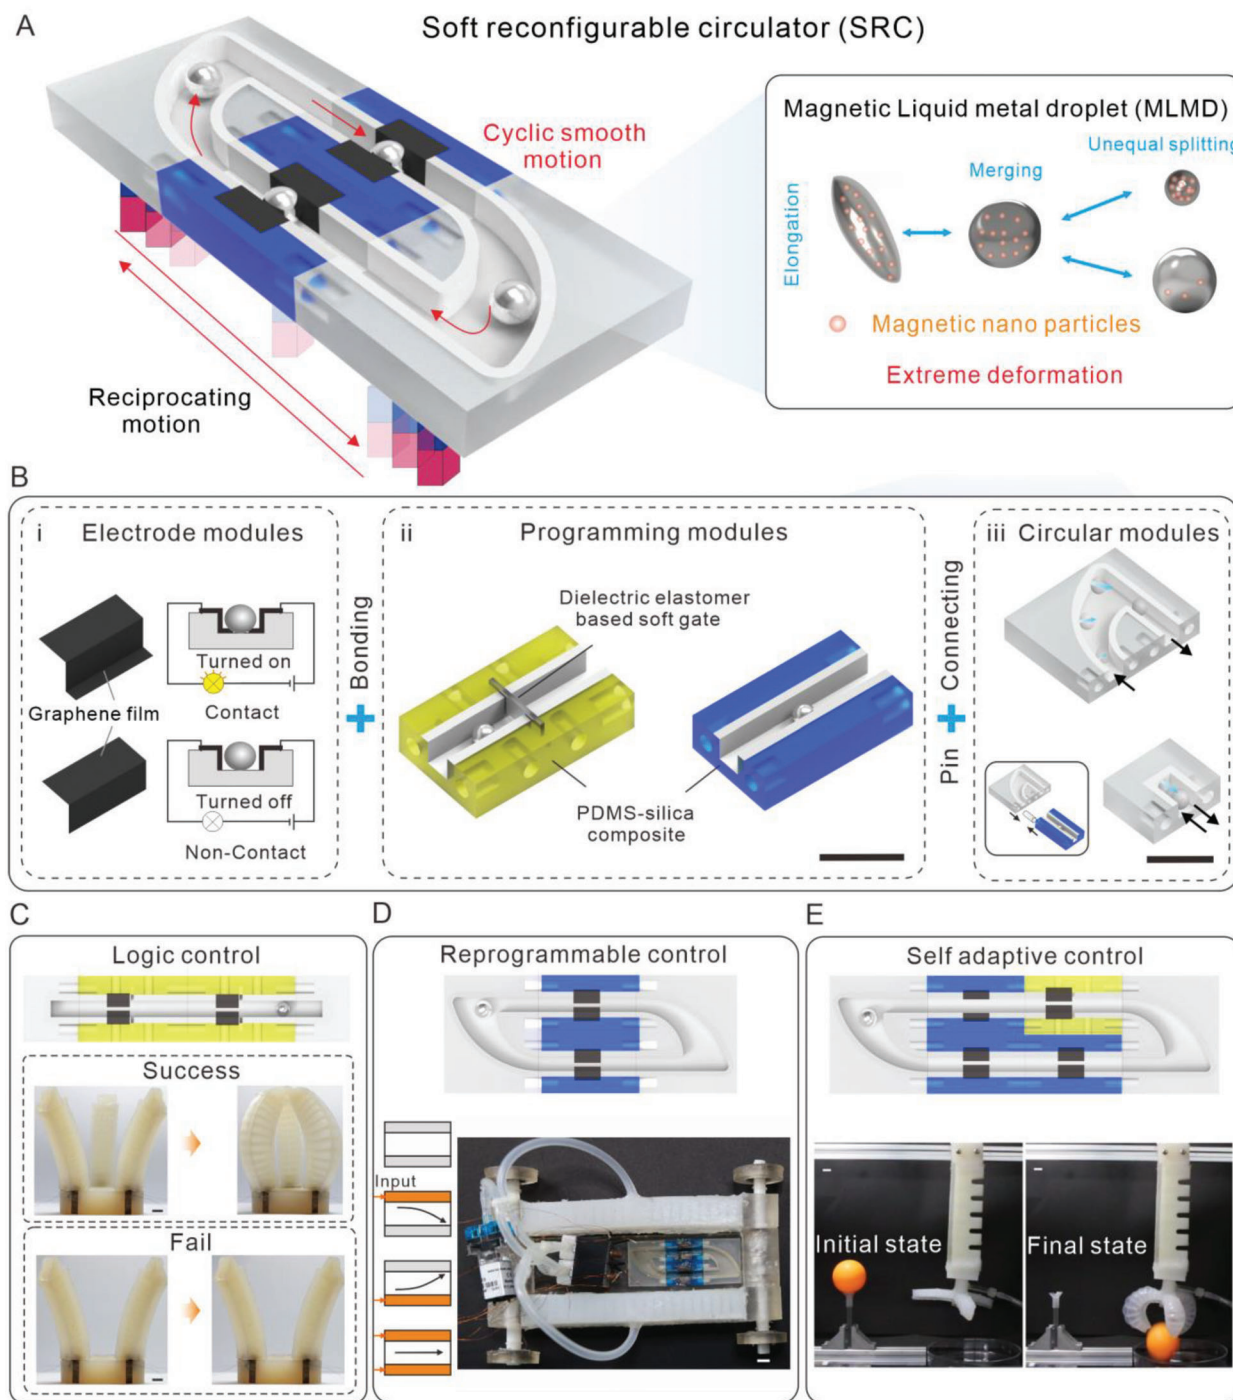 A
Soft reconfigurable circulator (SRC)
Cyclic smooth
motion
Reciprocating
motion
Magnetic Liquid metal droplet (MLMD)
Unequal splitting
Merging
Elongation
Magnetic nano particles
Extreme deformation
B
i Electrode modules
Graphene film
Turned on
Contact
Turned off
Non-Contact
Bonding
ii Programming modules
Dielectric elastomer
based soft gate
PDMS-silica
composite
Pin Connecting
iii Circular modules
C
Logic control
Success
Fail
D
Reprogrammable control
Input
E
Self adaptive control
Initial state
Final state